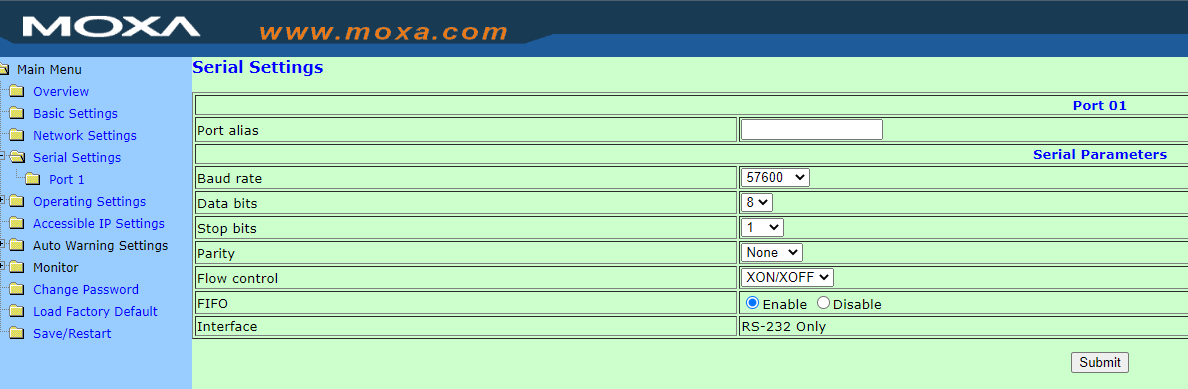 MOXA www.moxa.com
Main Menu
Overview
Basic Settings
Network Settings
Serial Settings
Port 1
Operating Settings
Accessible IP Settings
Auto Warning Settings
Monitor
Change Password
Load Factory Default
Save/Restart
Serial Settings
Port 01
Port alias
Serial Parameters
Baud rate 57600
Data bits 8
Stop bits 1
Parity None
Flow control XON/XOFF
FIFO Enable Disable
Interface RS-232 Only
Submit